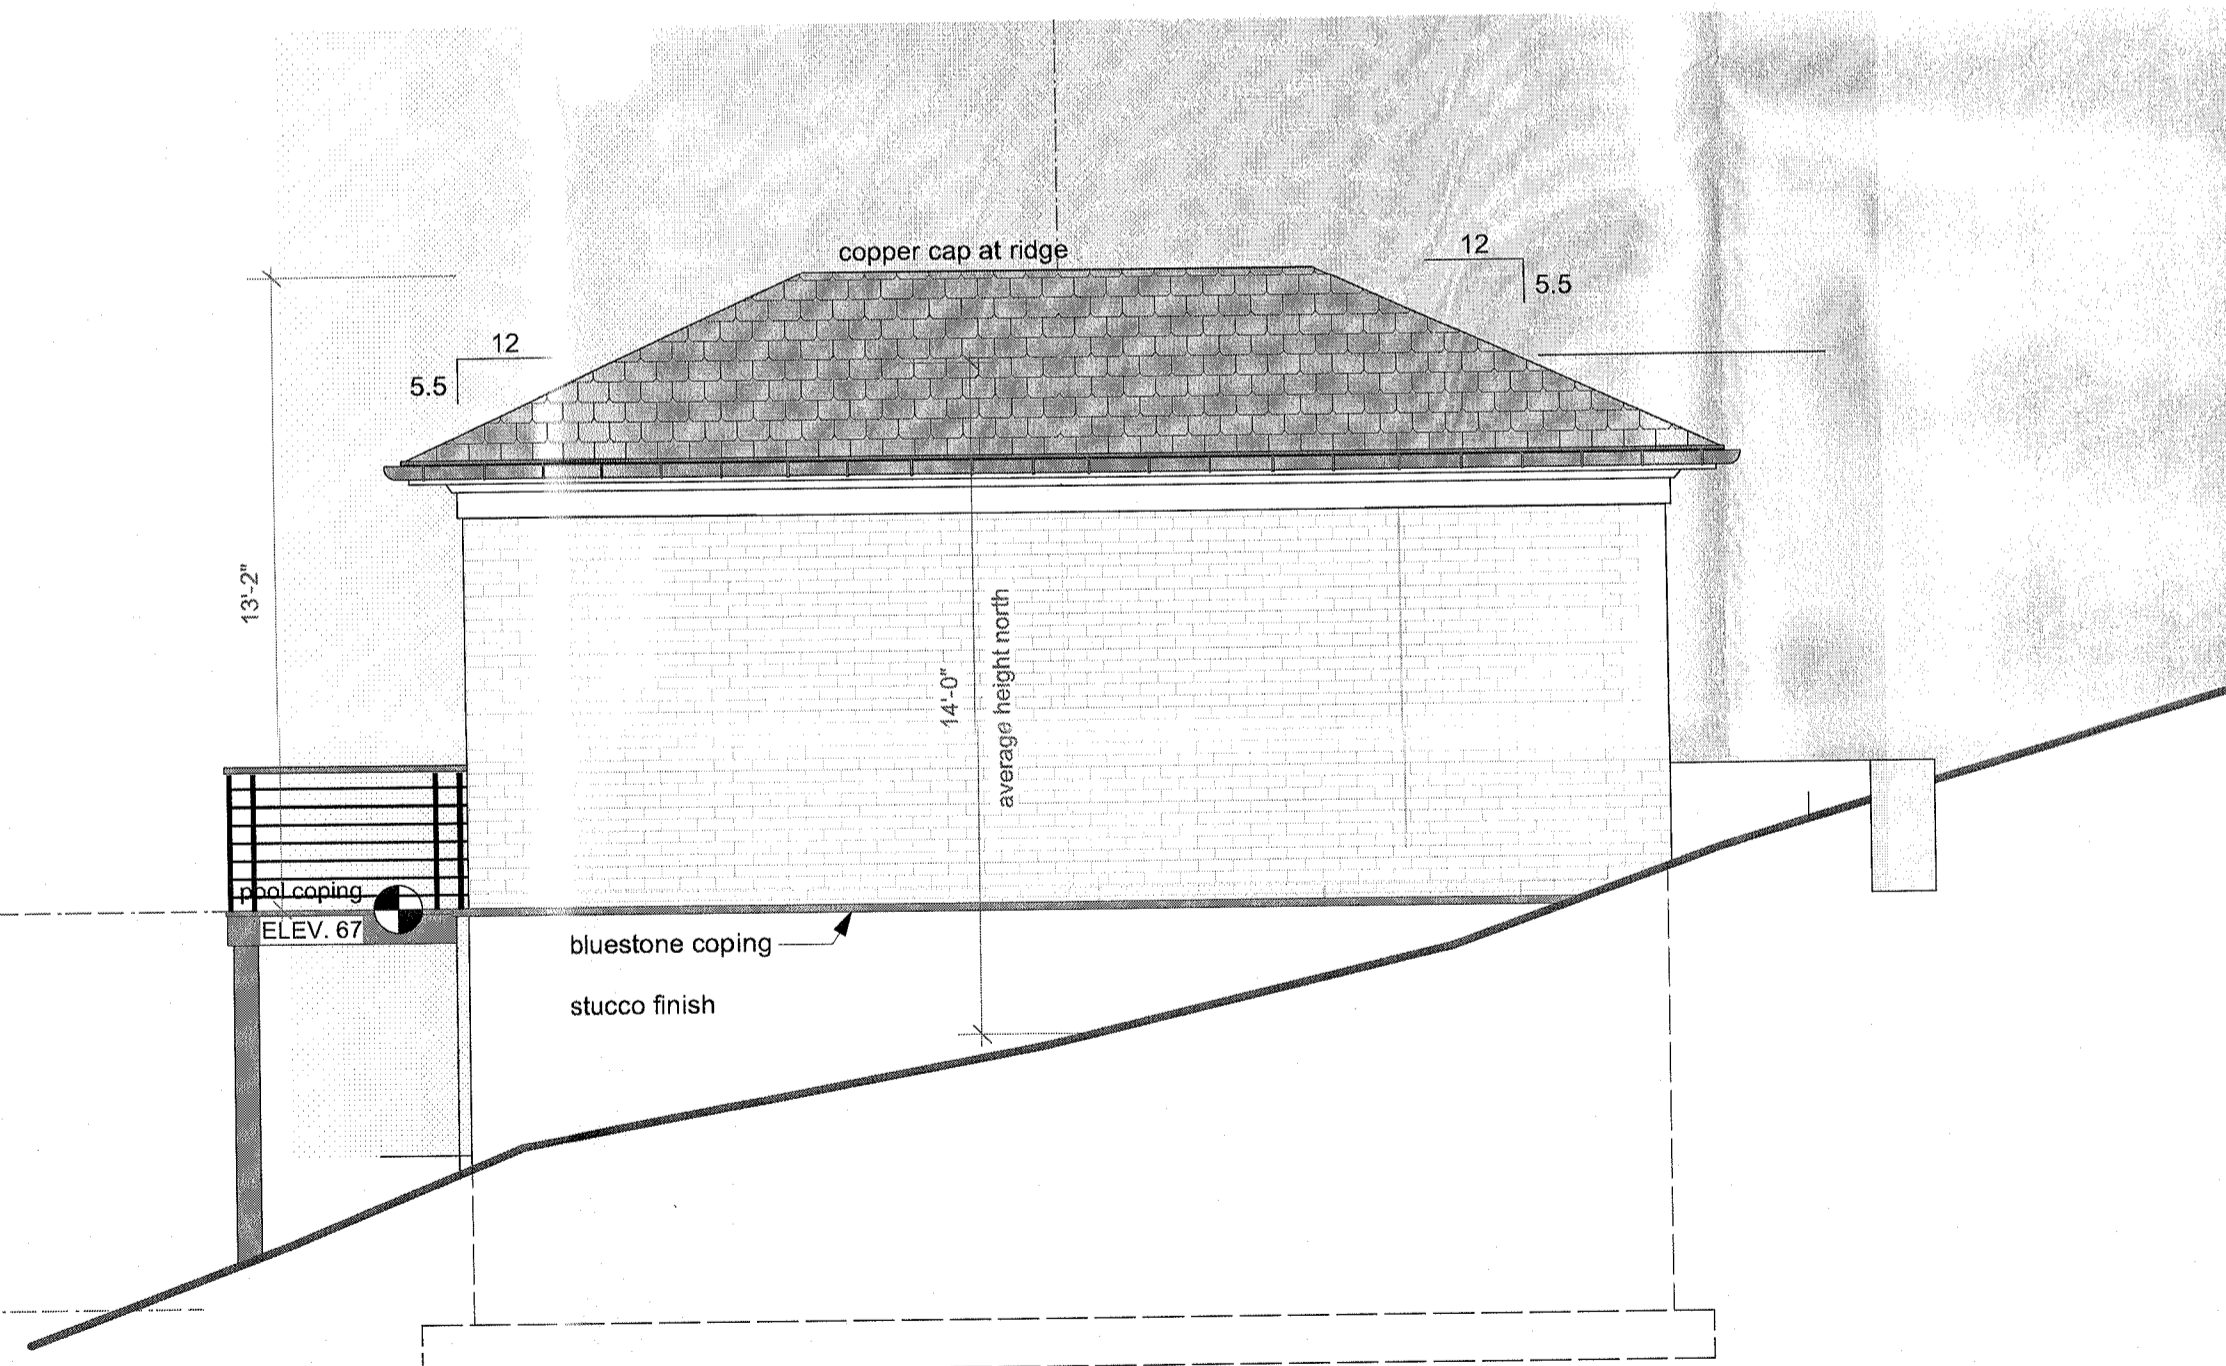 copper cap at ridge
12
5.5
12
5.5
13'-2"
14'-0"
average height north
pool coping
ELEV. 67
bluestone coping
stucco finish